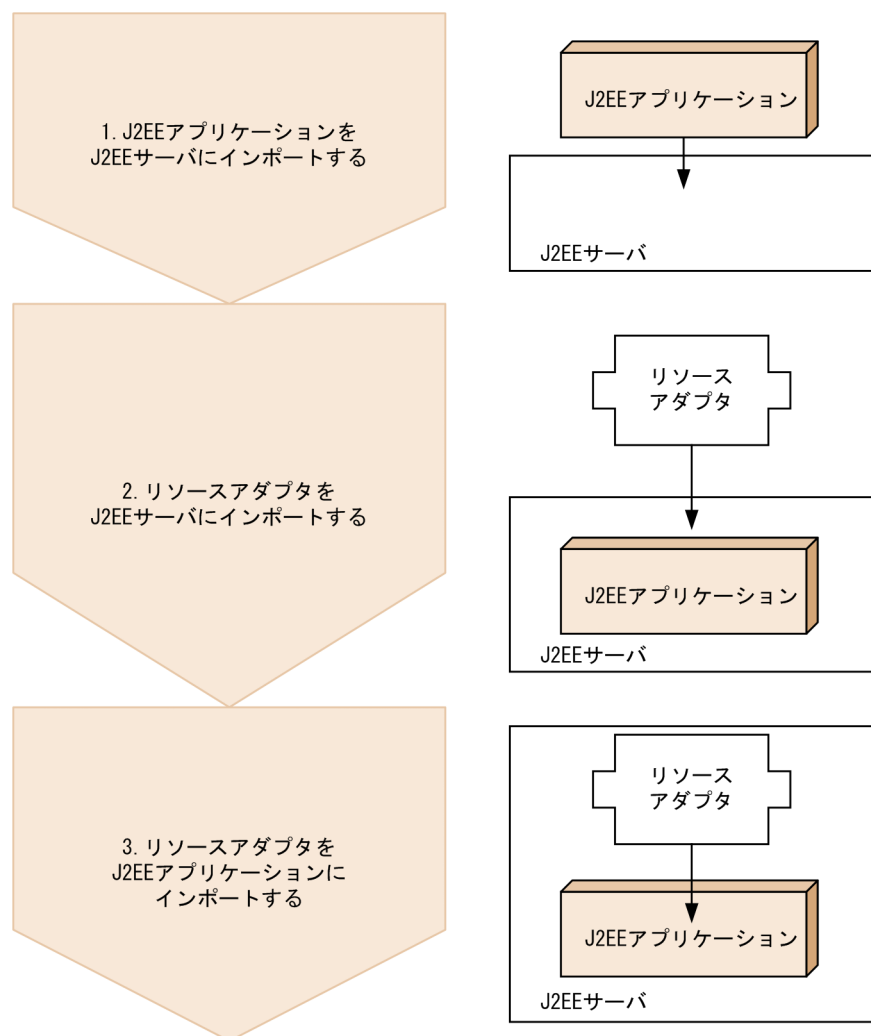 1. J2EEアプリケーションを
J2EEサーバにインポートする
J2EEアプリケーション
J2EEサーバ
2. リソースアダプタを
J2EEサーバにインポートする
リソース
アダプタ
J2EEアプリケーション
J2EEサーバ
3. リソースアダプタを
J2EEアプリケーションに
インポートする
リソース
アダプタ
J2EEアプリケーション
J2EEサーバ